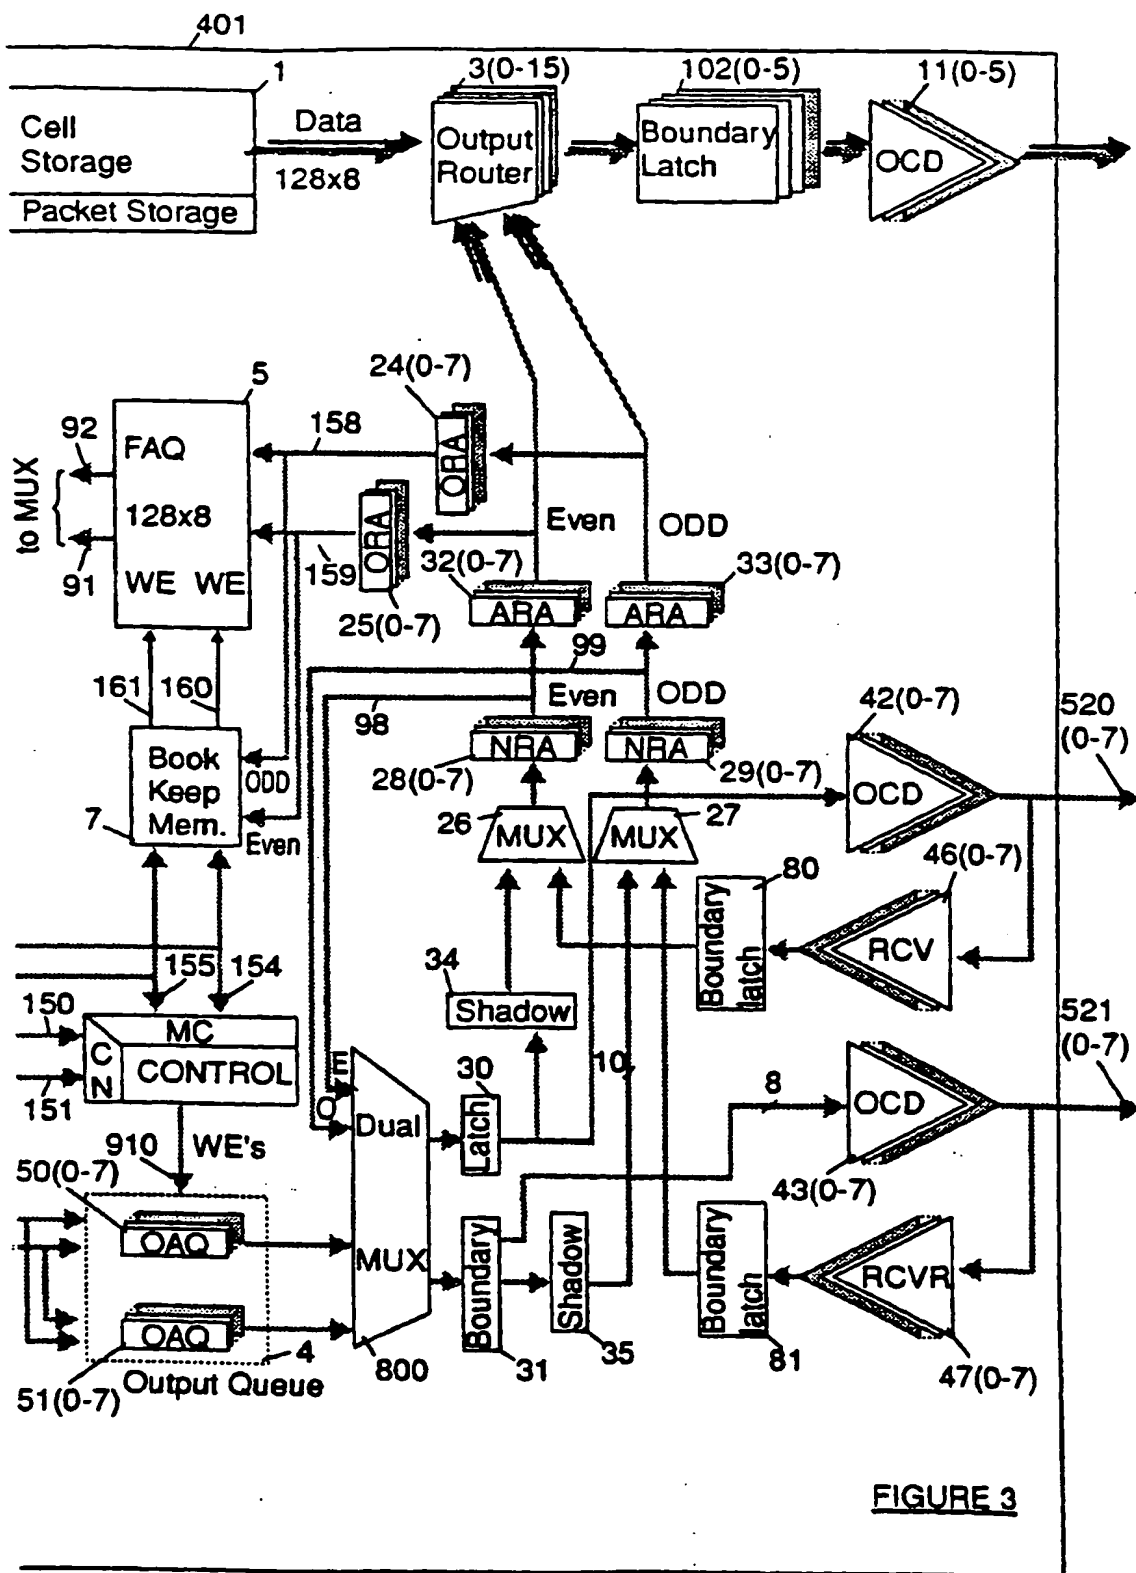 401
1
3(0-15)
102(0-5)
11(0-5)
Cell
Storage
Packet Storage
Data
128x8
Output
Router
Boundary
Latch
OCD
24(0-7)
5
92
158
to MUX
FAQ
128x8
WE WE
91
ORA
ORA
159
25(0-7)
Even
ODD
32(0-7)
33(0-7)
ARA
ARA
99
161
160
98
Even
ODD
42(0-7)
520
(0-7)
NRA
NRA
28(0-7)
29(0-7)
Book
Keep
Mem.
ODD
Even
7
26
27
MUX
MUX
OCD
80
46(0-7)
Boundary
latch
RCV
155
154
34
Shadow
150
151
MC
C
N
CONTROL
521
(0-7)
E
O
Dual
MUX
30
Latch
10
8
OCD
43(0-7)
910
WE's
50(0-7)
OAQ
OAQ
4
Output Queue
51(0-7)
800
Boundary
31
Shadow
35
Boundary
latch
81
RCVR
47(0-7)
FIGURE 3